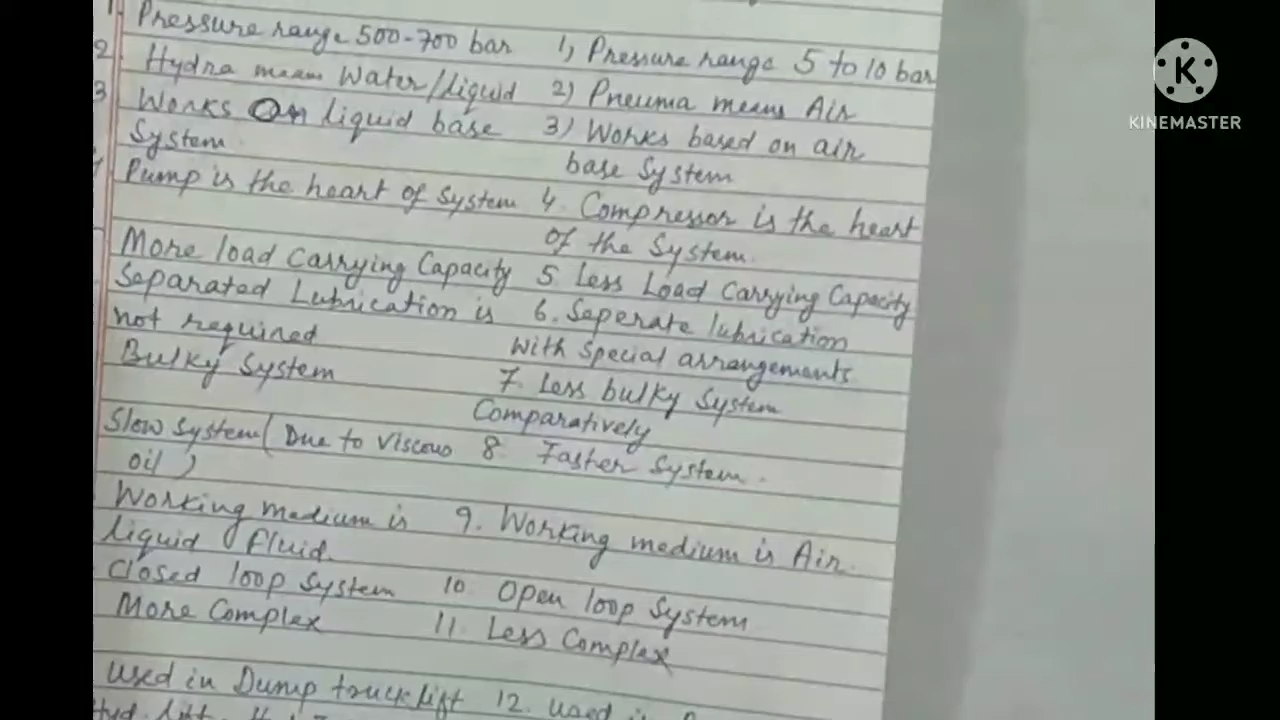 1. Pressure range 500-700 bar 1) Pressure range 5 to 10 bar
2. Hydra means Water/liquid 2) Pneuma means Air
3 Works On liquid base 3) Works based on air
System. base System
4 Pump is the heart of System 4. Compressor is the heart
of the System.
More load Carrying Capacity 5. Less Load Carrying Capacity
Separated Lubrication is 6. Seperate lubrication
not required with special arrangements
Bulky System 7. Less bulky System
Comparatively
Slow System (Due to Viscous 8. Faster System.
oil)
Working medium is 9. Working medium is Air.
liquid fluid.
Closed loop System 10. Open loop System
More Complex 11. Less Complex
used in Dump truck lift 12. used in
K
KINEMASTER